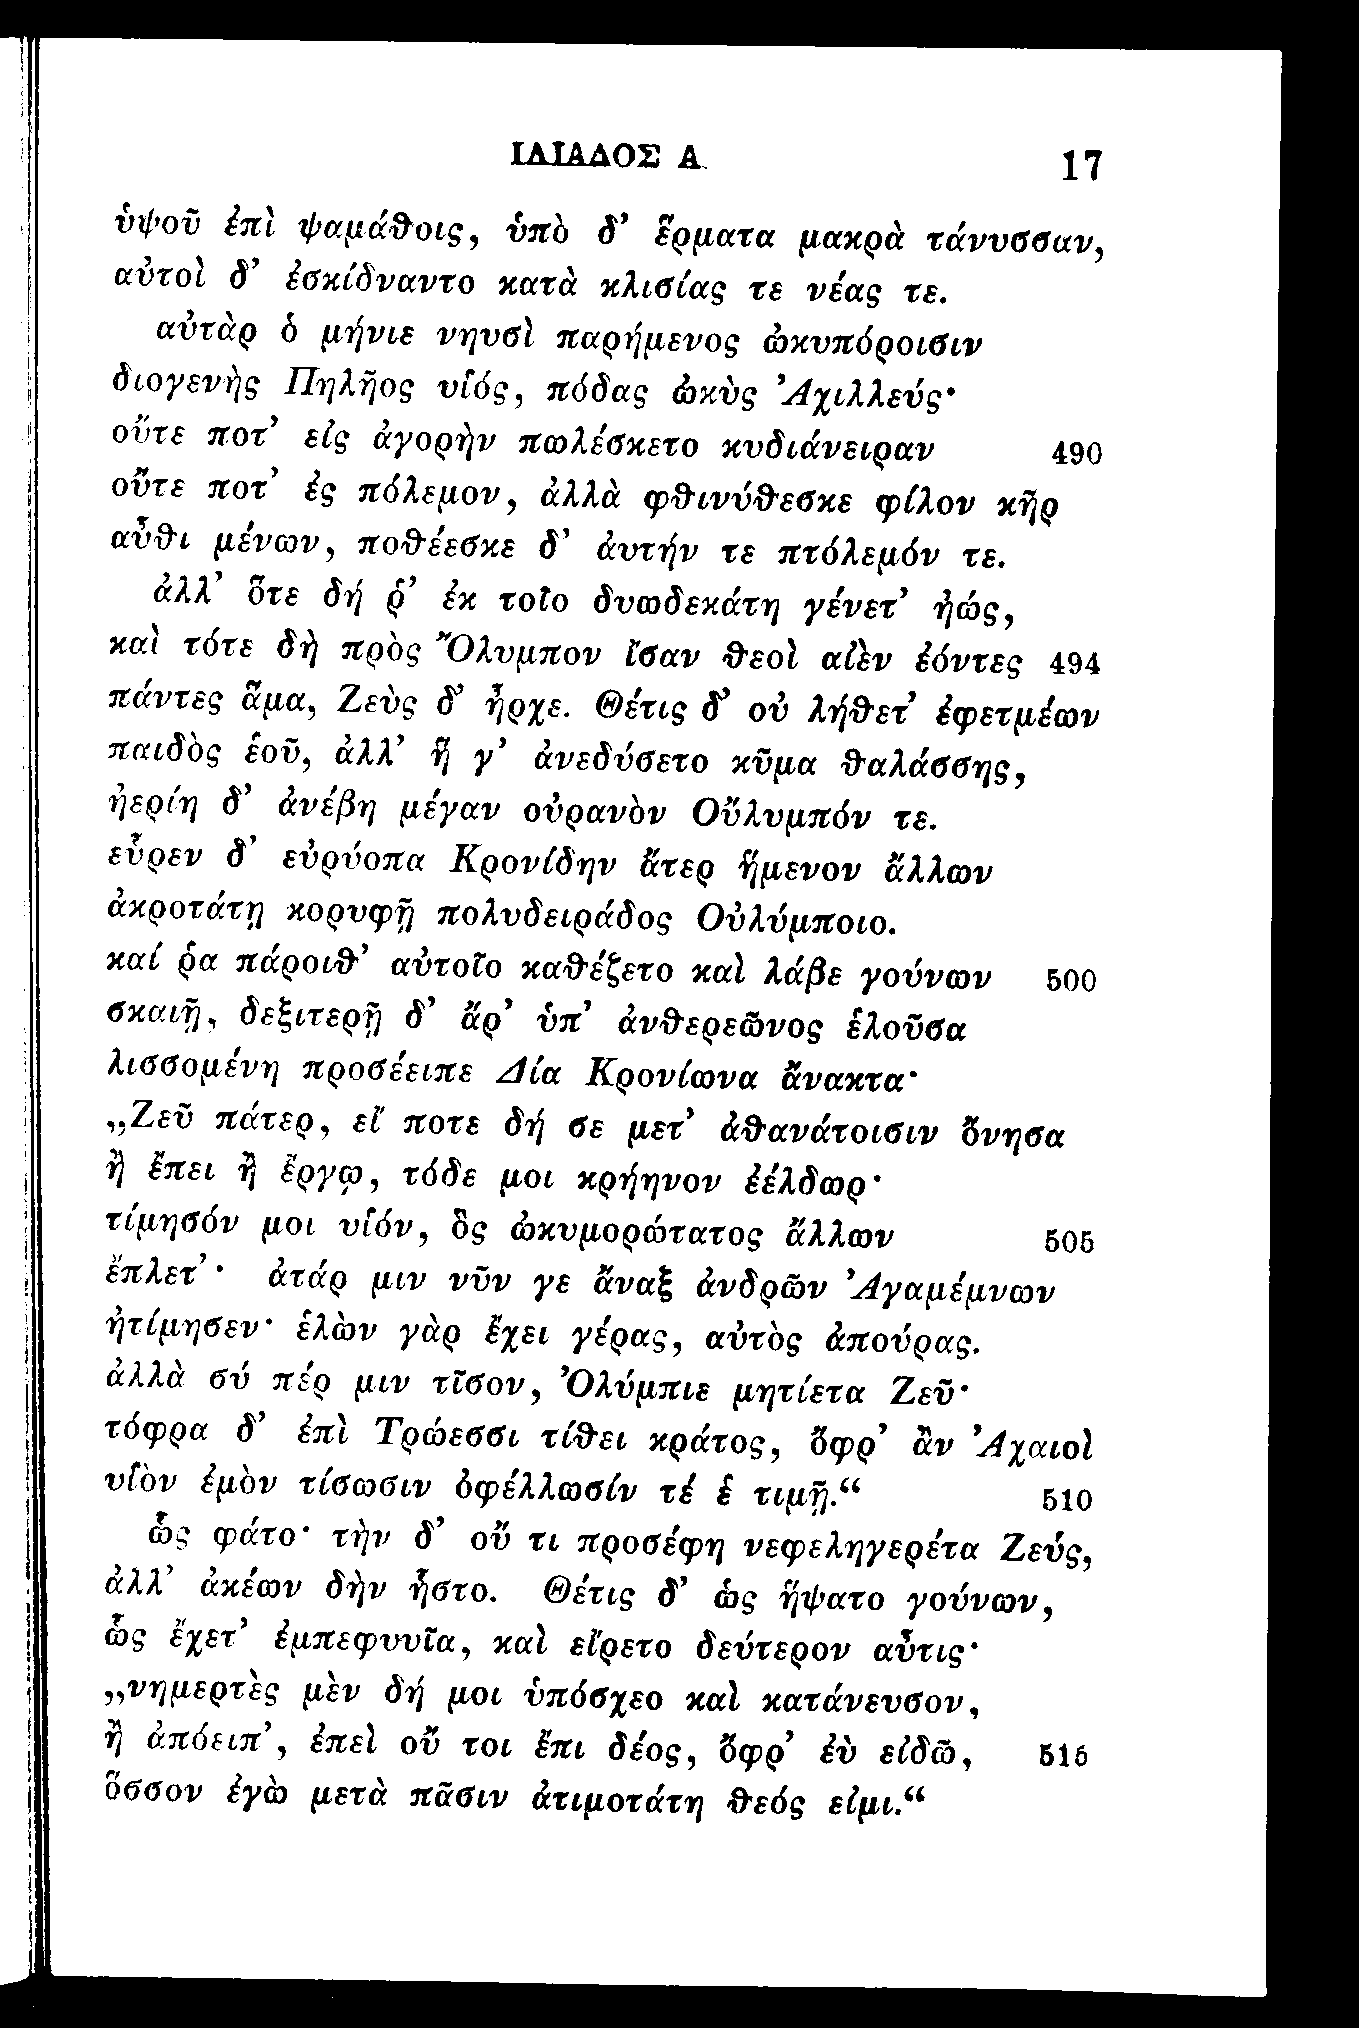 ΙΛΙΑΔΟΣ Α. 17
ὑψοῦ ἐπὶ ψαμάθοις, ὑπὸ δ’ ἕρματα μακρὰ τάνυσσαν,
αὐτοὶ δ’ ἐσκίδναντο κατὰ κλισίας τε νέας τε.
αὐτὰρ ὁ μήνιε νηυσὶ παρήμενος ὠκυπόροισιν
διογενὴς Πηλῆος υἱός, πόδας ὠκὺς Ἀχιλλεύς·
οὔτε ποτ’ εἰς ἀγορὴν πωλέσκετο κυδιάνειραν 490
οὔτε ποτ’ ἐς πόλεμον, ἀλλὰ φθινύθεσκε φίλον κῆρ
αὖθι μένων, ποθέεσκε δ’ ἀυτήν τε πτόλεμόν τε.
ἀλλ’ ὅτε δή ῥ’ ἐκ τοῖο δυωδεκάτη γένετ’ ἠώς,
καὶ τότε δὴ πρὸς Ὄλυμπον ἴσαν θεοὶ αἰὲν ἐόντες 494
πάντες ἅμα, Ζεὺς δ’ ἦρχε. Θέτις δ’ οὐ λήθετ’ ἐφετμέων
παιδὸς ἑοῦ, ἀλλ’ ἥ γ’ ἀνεδύσετο κῦμα θαλάσσης,
ἠερίη δ’ ἀνέβη μέγαν οὐρανὸν Οὔλυμπόν τε.
εὗρεν δ’ εὐρύοπα Κρονίδην ἄτερ ἥμενον ἄλλων
ἀκροτάτῃ κορυφῇ πολυδειράδος Οὐλύμποιο.
καί ῥα πάροιθ’ αὐτοῖο καθέζετο καὶ λάβε γούνων 500
σκαιῇ, δεξιτερῇ δ’ ἄρ’ ὑπ’ ἀνθερεῶνος ἑλοῦσα
λισσομένη προσέειπε Δία Κρονίωνα ἄνακτα·
„Ζεῦ πάτερ, εἴ ποτε δή σε μετ’ ἀθανάτοισιν ὄνησα
ἢ ἔπει ἢ ἔργῳ, τόδε μοι κρήηνον ἐέλδωρ·
τίμησόν μοι υἱόν, ὃς ὠκυμορώτατος ἄλλων 505
ἔπλετ’· ἀτάρ μιν νῦν γε ἄναξ ἀνδρῶν Ἀγαμέμνων
ἠτίμησεν· ἑλὼν γὰρ ἔχει γέρας, αὐτὸς ἀπούρας.
ἀλλὰ σύ πέρ μιν τῖσον, Ὀλύμπιε μητίετα Ζεῦ·
τόφρα δ’ ἐπὶ Τρώεσσι τίθει κράτος, ὄφρ’ ἂν Ἀχαιοὶ
υἱὸν ἐμὸν τίσωσιν ὀφέλλωσίν τέ ἑ τιμῇ.“ 510
ὣς φάτο· τὴν δ’ οὔ τι προσέφη νεφεληγερέτα Ζεύς,
ἀλλ’ ἀκέων δὴν ἧστο. Θέτις δ’ ὡς ἥψατο γούνων,
ὣς ἔχετ’ ἐμπεφυυῖα, καὶ εἴρετο δεύτερον αὖτις·
„νημερτὲς μὲν δή μοι ὑπόσχεο καὶ κατάνευσον,
ἢ ἀπόειπ’, ἐπεὶ οὔ τοι ἔπι δέος, ὄφρ’ ἐὺ εἰδῶ, 515
ὅσσον ἐγὼ μετὰ πᾶσιν ἀτιμοτάτη θεός εἰμι.“